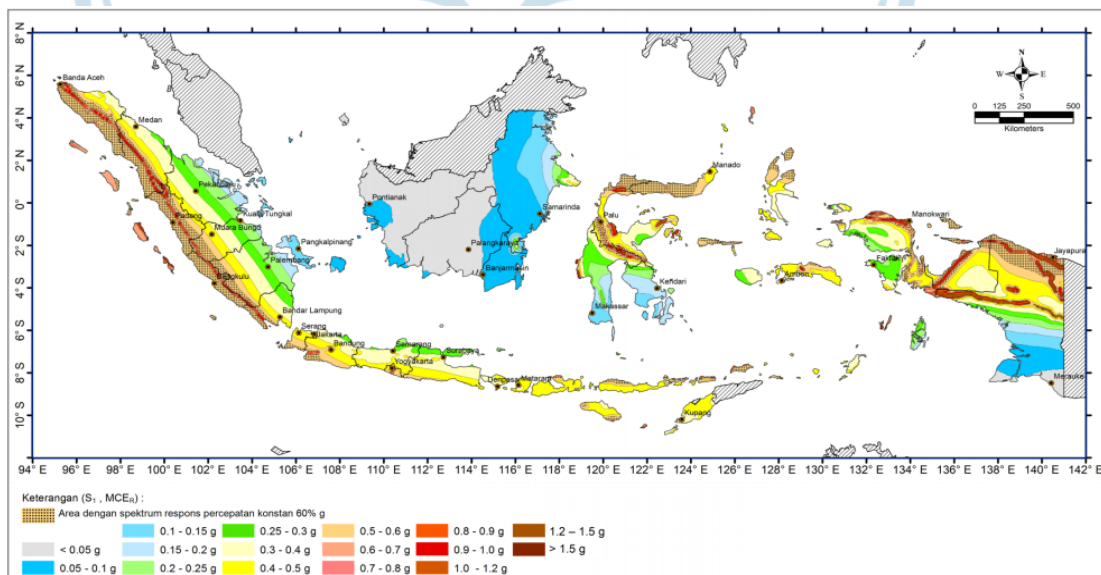 8° N
6° N
4° N
2° N
0°
2° S
4° S
6° S
8° S
10° S
Banda Aceh
Medan
Pekanbaru
Padang
Kuala Tungkal
Muara Bungo
Bengkulu
Pangkalpinang
Palembang
Bandar Lampung
Serang
Jakarta
Bandung
Semarang
Yogyakarta
Surabaya
Denpasar
Mataram
Kupang
Pontianak
Palangkaraya
Banjarmasin
Samarinda
Palu
Manado
Makassar
Kendari
Ambon
Fakfak
Manokwari
Jayapura
Merauke
N
W E
S
0 125 250 500
Kilometers
94° E 96° E 98° E 100° E 102° E 104° E 106° E 108° E 110° E 112° E 114° E 116° E 118° E 120° E 122° E 124° E 126° E 128° E 130° E 132° E 134° E 136° E 138° E 140° E 142° E
Keterangan (S₁ , MCEᵣ) :
Area dengan spektrum respons percepatan konstan 60% g
0.1 - 0.15 g 0.25 - 0.3 g 0.5 - 0.6 g 0.8 - 0.9 g 1.2 – 1.5 g
< 0.05 g 0.15 - 0.2 g 0.3 - 0.4 g 0.6 - 0.7 g 0.9 - 1.0 g > 1.5 g
0.05 - 0.1 g 0.2 - 0.25 g 0.4 - 0.5 g 0.7 - 0.8 g 1.0 - 1.2 g